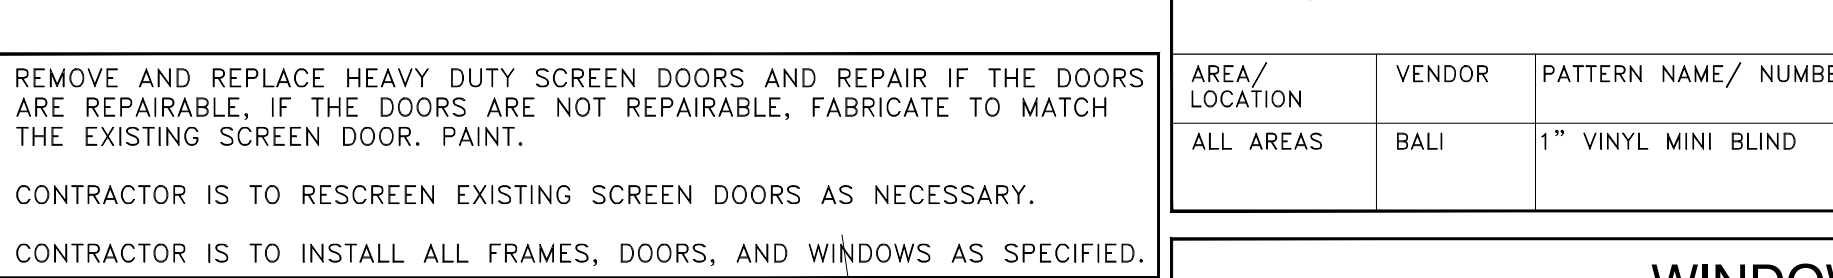 REMOVE AND REPLACE HEAVY DUTY SCREEN DOORS AND REPAIR IF THE DOORS
ARE REPAIRABLE, IF THE DOORS ARE NOT REPAIRABLE, FABRICATE TO MATCH
THE EXISTING SCREEN DOOR. PAINT.
CONTRACTOR IS TO RESCREEN EXISTING SCREEN DOORS AS NECESSARY.
CONTRACTOR IS TO INSTALL ALL FRAMES, DOORS, AND WINDOWS AS SPECIFIED.
AREA/
LOCATION
VENDOR
PATTERN NAME/
ALL AREAS
BALI
1” VINYL MINI BLIND